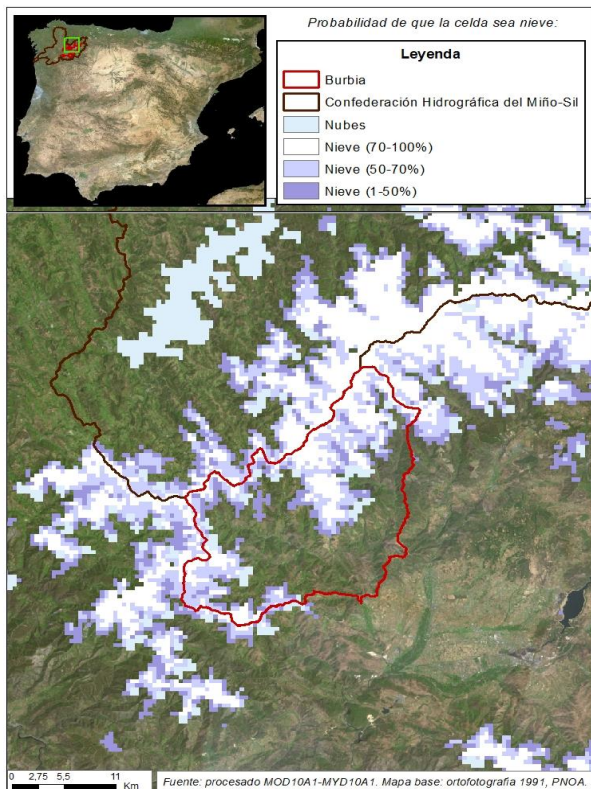 Probabilidad de que la celda sea nieve:
Leyenda
Burbia
Confederación Hidrográfica del Miño-Sil
Nubes
Nieve (70-100%)
Nieve (50-70%)
Nieve (1-50%)
0 2,75 5,5 11
Km
Fuente: procesado MOD10A1-MYD10A1. Mapa base: ortofotografia 1991, PNOA.